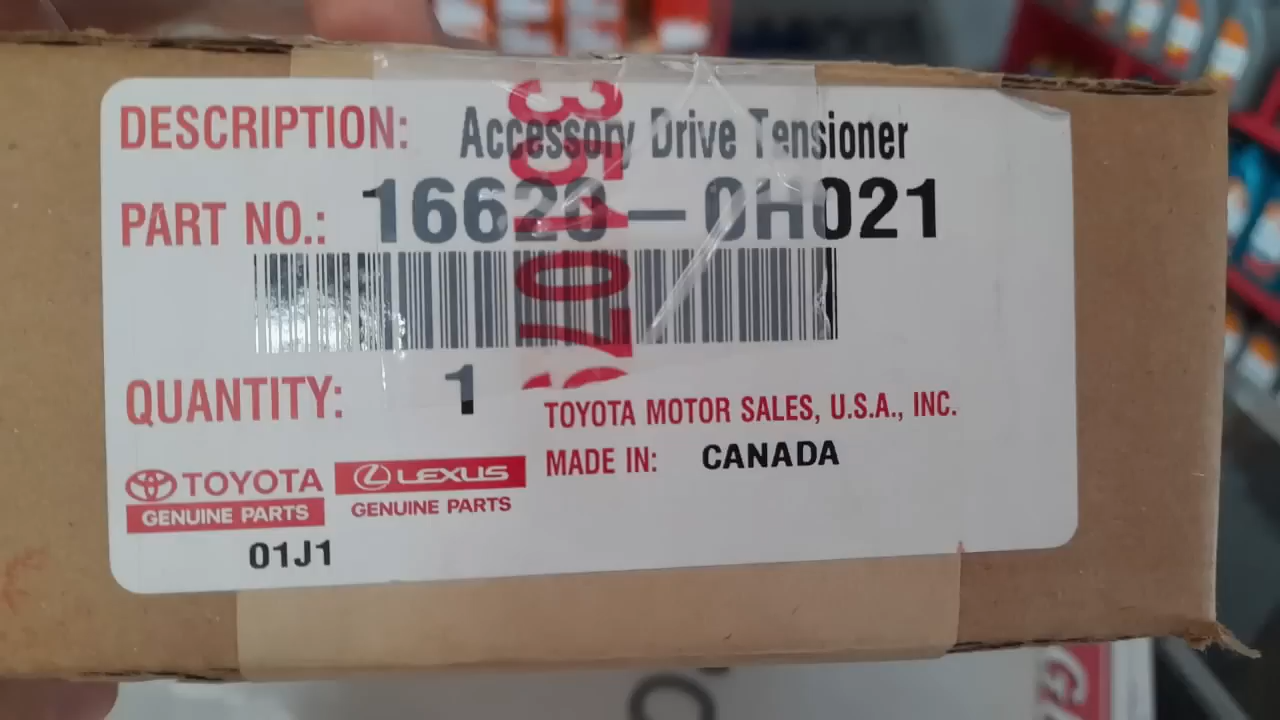 DESCRIPTION: Accessory Drive Tensioner
PART NO.: 16620-0H021
QUANTITY: 1
TOYOTA MOTOR SALES, U.S.A., INC.
MADE IN: CANADA
TOYOTA
GENUINE PARTS
LEXUS
GENUINE PARTS
01J1